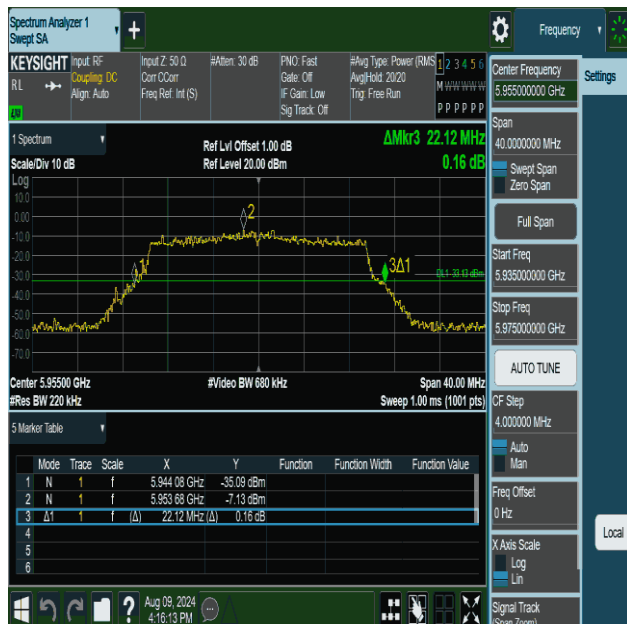 Spectrum Analyzer 1
Swept SA
+
Frequency
KEYSIGHT
RL
Input: RF
Coupling: DC
Align: Auto
Input Z: 50 Ω
Corr CCorr
Freq Ref: Int (S)
#Atten: 30 dB
PNO: Fast
Gate: Off
IF Gain: Low
Sig Track: Off
#Avg Type: Power (RMS
Avg|Hold: 20/20
Trig: Free Run
1 2 3 4 5 6
M W W W W W
P P P P P P
1 Spectrum
Scale/Div 10 dB
Ref Lvl Offset 1.00 dB
Ref Level 20.00 dBm
ΔMkr3 22.12 MHz
0.16 dB
Log
10.0
0.00
-10.0
-20.0
-30.0
-40.0
-50.0
-60.0
-70.0
2
1
3Δ1
DL1 -33.13 dBm
Center 5.95500 GHz
#Video BW 680 kHz
Span 40.00 MHz
#Res BW 220 kHz
Sweep 1.00 ms (1001 pts)
5 Marker Table
Mode Trace Scale X Y Function Function Width Function Value
1 N 1 f 5.944 08 GHz -35.09 dBm
2 N 1 f 5.953 68 GHz -7.13 dBm
3 Δ1 1 f (Δ) 22.12 MHz (Δ) 0.16 dB
4
5
6
Aug 09, 2024
4:16:13 PM
Center Frequency
5.955000000 GHz
Settings
Span
40.0000000 MHz
Swept Span
Zero Span
Full Span
Start Freq
5.935000000 GHz
Stop Freq
5.975000000 GHz
AUTO TUNE
CF Step
4.000000 MHz
Auto
Man
Freq Offset
0 Hz
Local
X Axis Scale
Log
Lin
Signal Track
(Span Zoom)